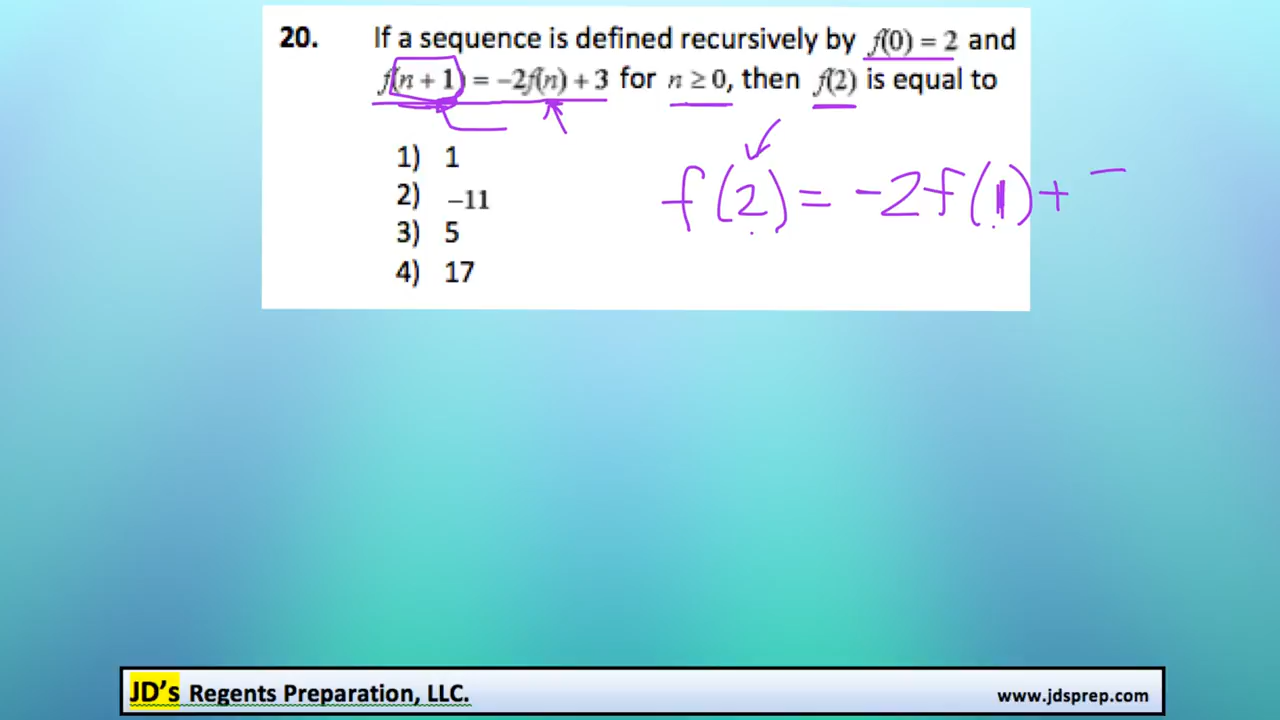 20. If a sequence is defined recursively by f(0) = 2 and
f(n + 1) = −2f(n) + 3 for n ≥ 0, then f(2) is equal to
1) 1
2) −11
3) 5
4) 17
f(2) = -2f(1) +
JD's Regents Preparation, LLC.
www.jdsprep.com